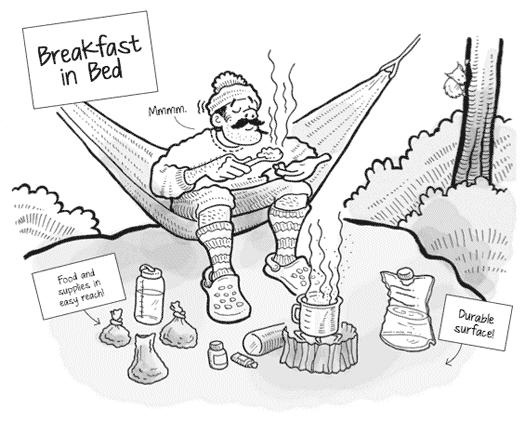 Breakfast
in Bed
Mmmm.
Food and
supplies in
easy reach!
Durable
surface!